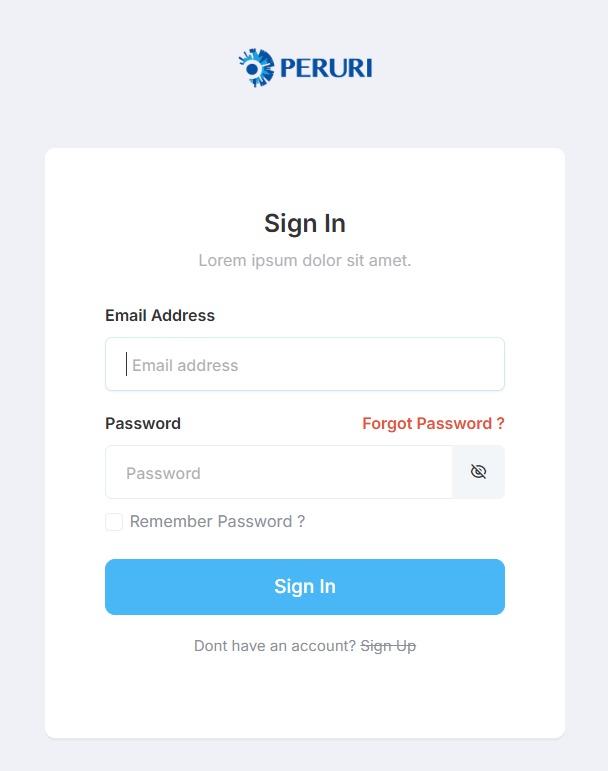 PERURI
Sign In
Lorem ipsum dolor sit amet.
Email Address
Email address
Password
Forgot Password ?
Password
Remember Password ?
Sign In
Dont have an account? Sign Up